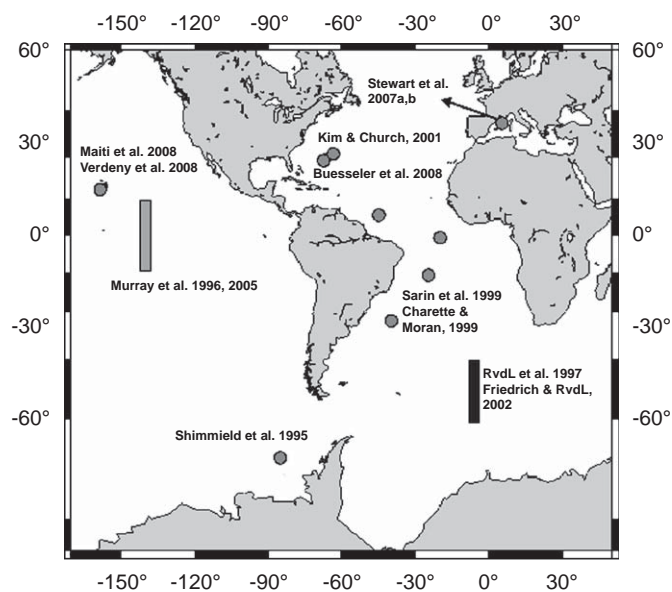 -150° -120° -90° -60° -30° 0° 30°
60° 60°
Stewart et al.
2007a,b
30° 30°
Kim & Church, 2001
Maiti et al. 2008
Verdeny et al. 2008
Buesseler et al. 2008
0° 0°
Murray et al. 1996, 2005
Sarin et al. 1999
Charette &
Moran, 1999
-30° -30°
RvdL et al. 1997
Friedrich & RvdL,
2002
-60° -60°
Shimmield et al. 1995
-150° -120° -90° -60° -30° 0° 30°